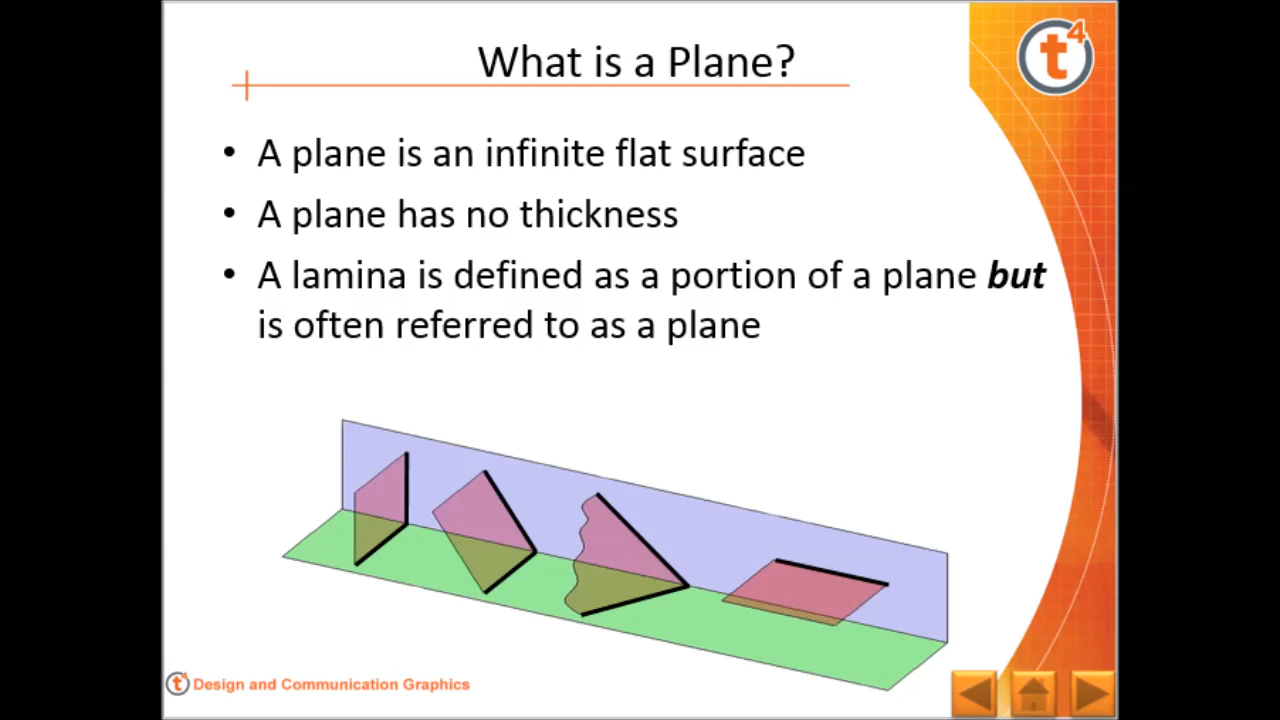 What is a Plane?
t4
• A plane is an infinite flat surface
• A plane has no thickness
• A lamina is defined as a portion of a plane but
is often referred to as a plane
t4 Design and Communication Graphics